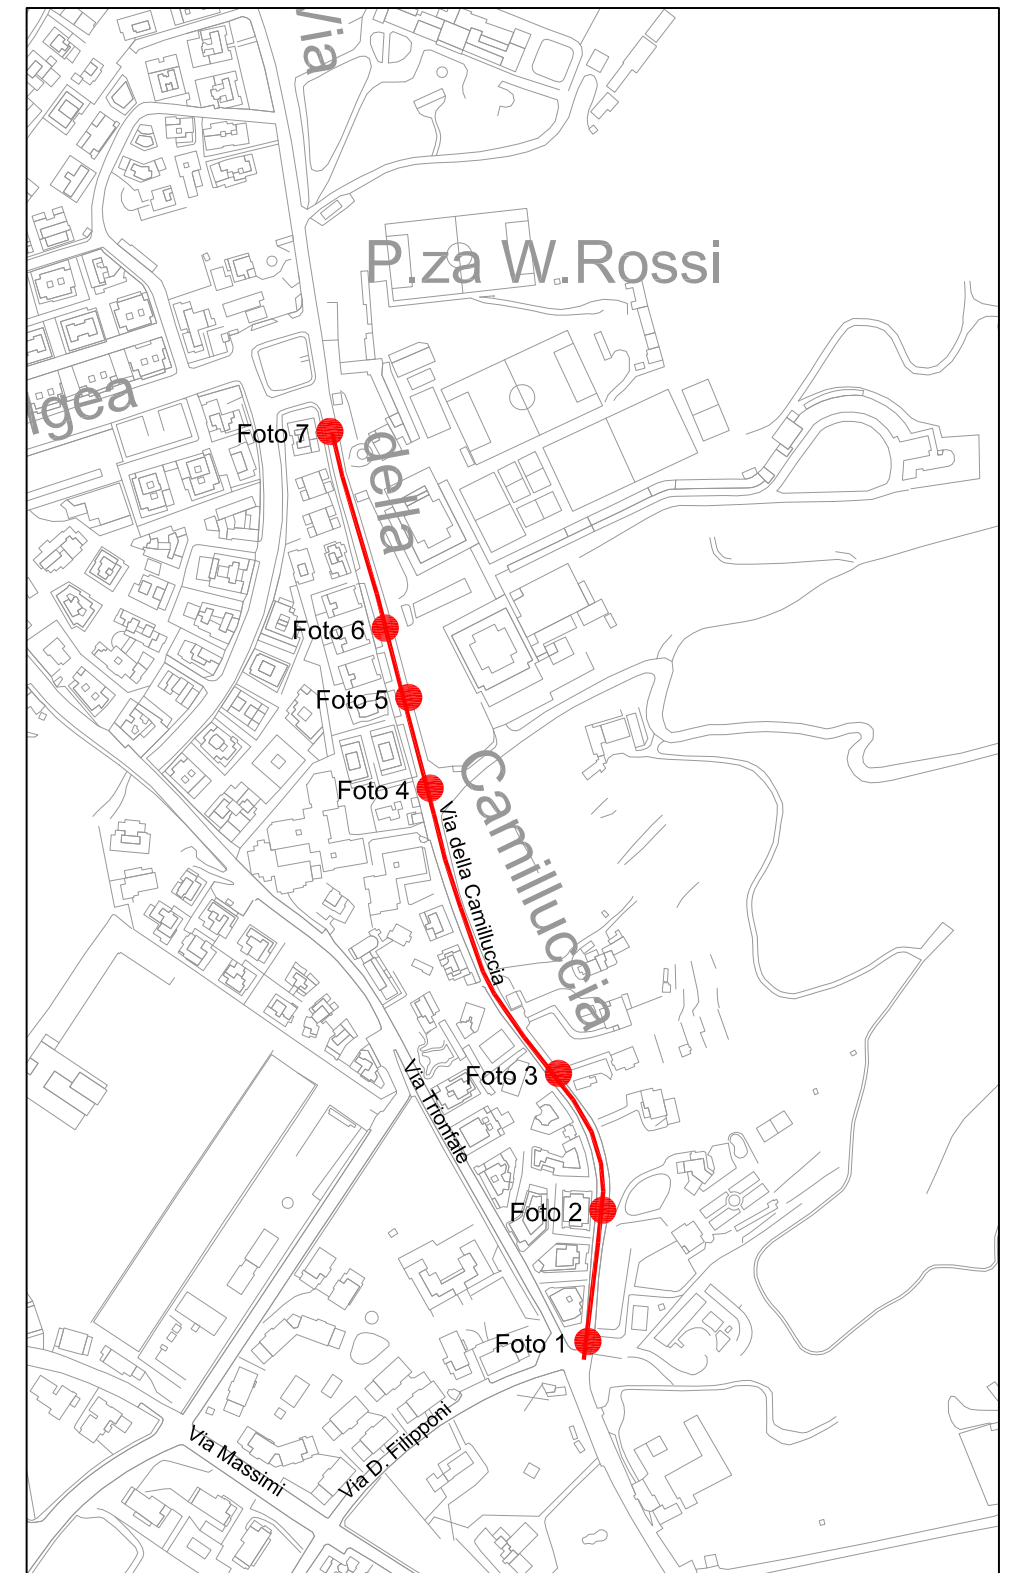 Via
P.za W.Rossi
Igea
Foto 7
della
Foto 6
Foto 5
Foto 4
Camilluccia
Via della Camilluccia
Foto 3
Via Trionfale
Foto 2
Foto 1
Via D. Filipponi
Via Massimi